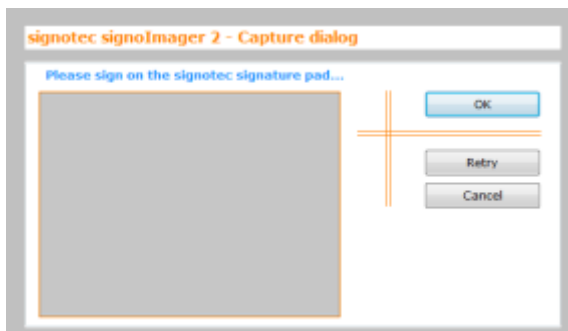 signotec signoImager 2 - Capture dialog
Please sign on the signotec signature pad...
OK
Retry
Cancel